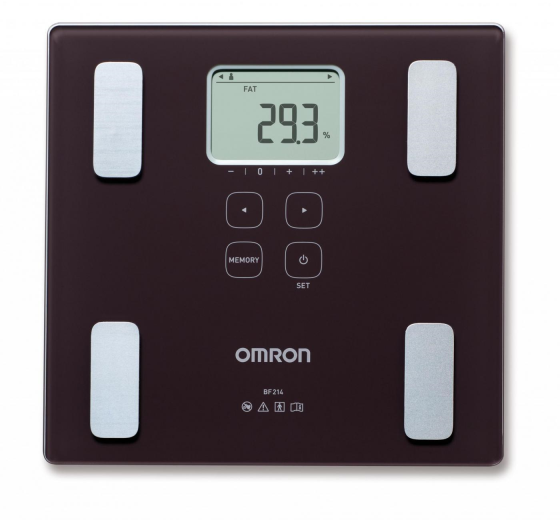 FAT
29.3 %
− | 0 | + | ++
MEMORY
SET
OMRON
BF214